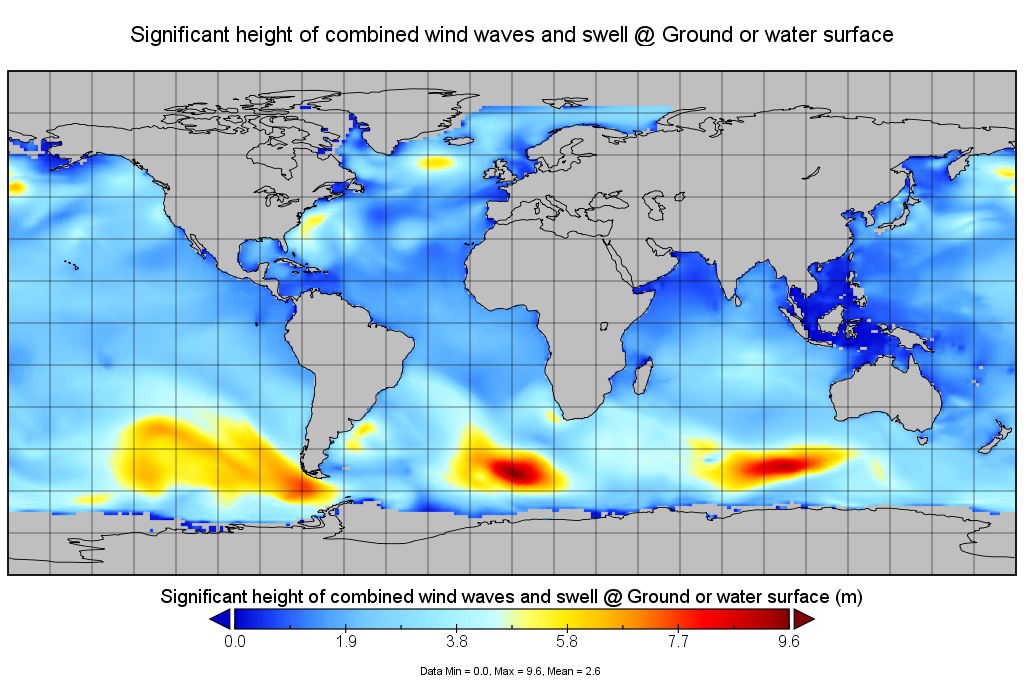 Significant height of combined wind waves and swell @ Ground or water surface
Significant height of combined wind waves and swell @ Ground or water surface (m)
0.0 1.9 3.8 5.8 7.7 9.6
Data Min = 0.0, Max = 9.6, Mean = 2.6